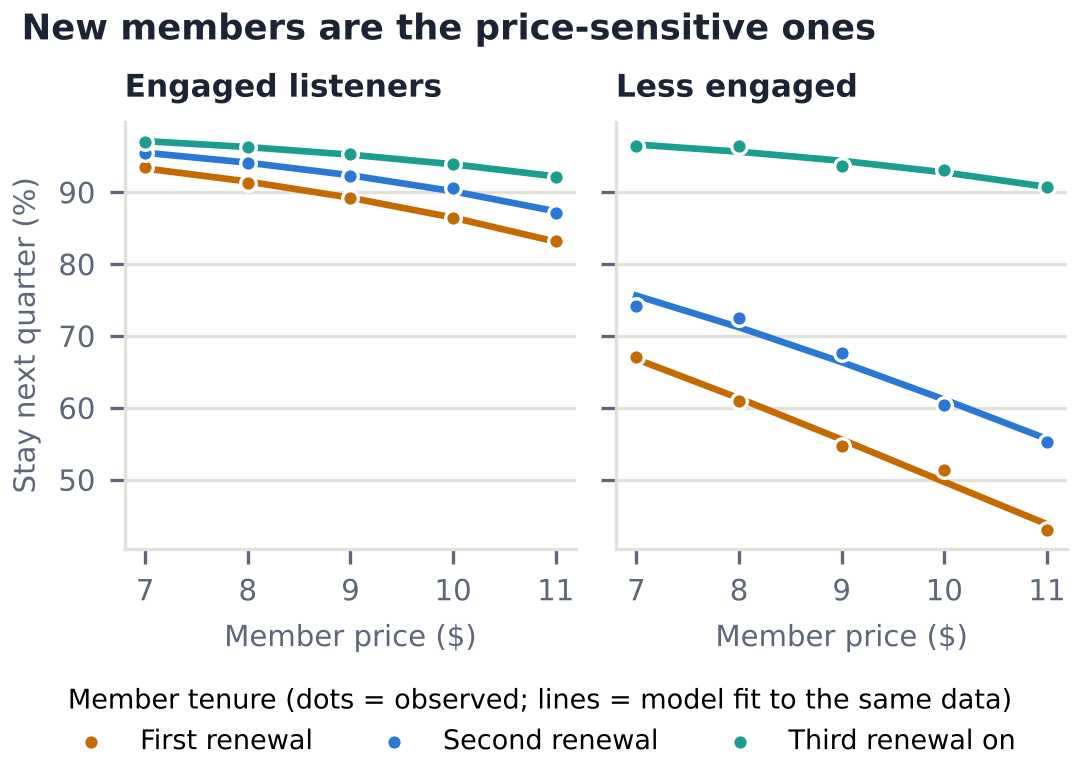 New members are the price-sensitive ones
Engaged listeners
Less engaged
Stay next quarter (%)
90
80
70
60
50
7 8 9 10 11
7 8 9 10 11
Member price ($)
Member price ($)
Member tenure (dots = observed; lines = model fit to the same data)
First renewal Second renewal Third renewal on